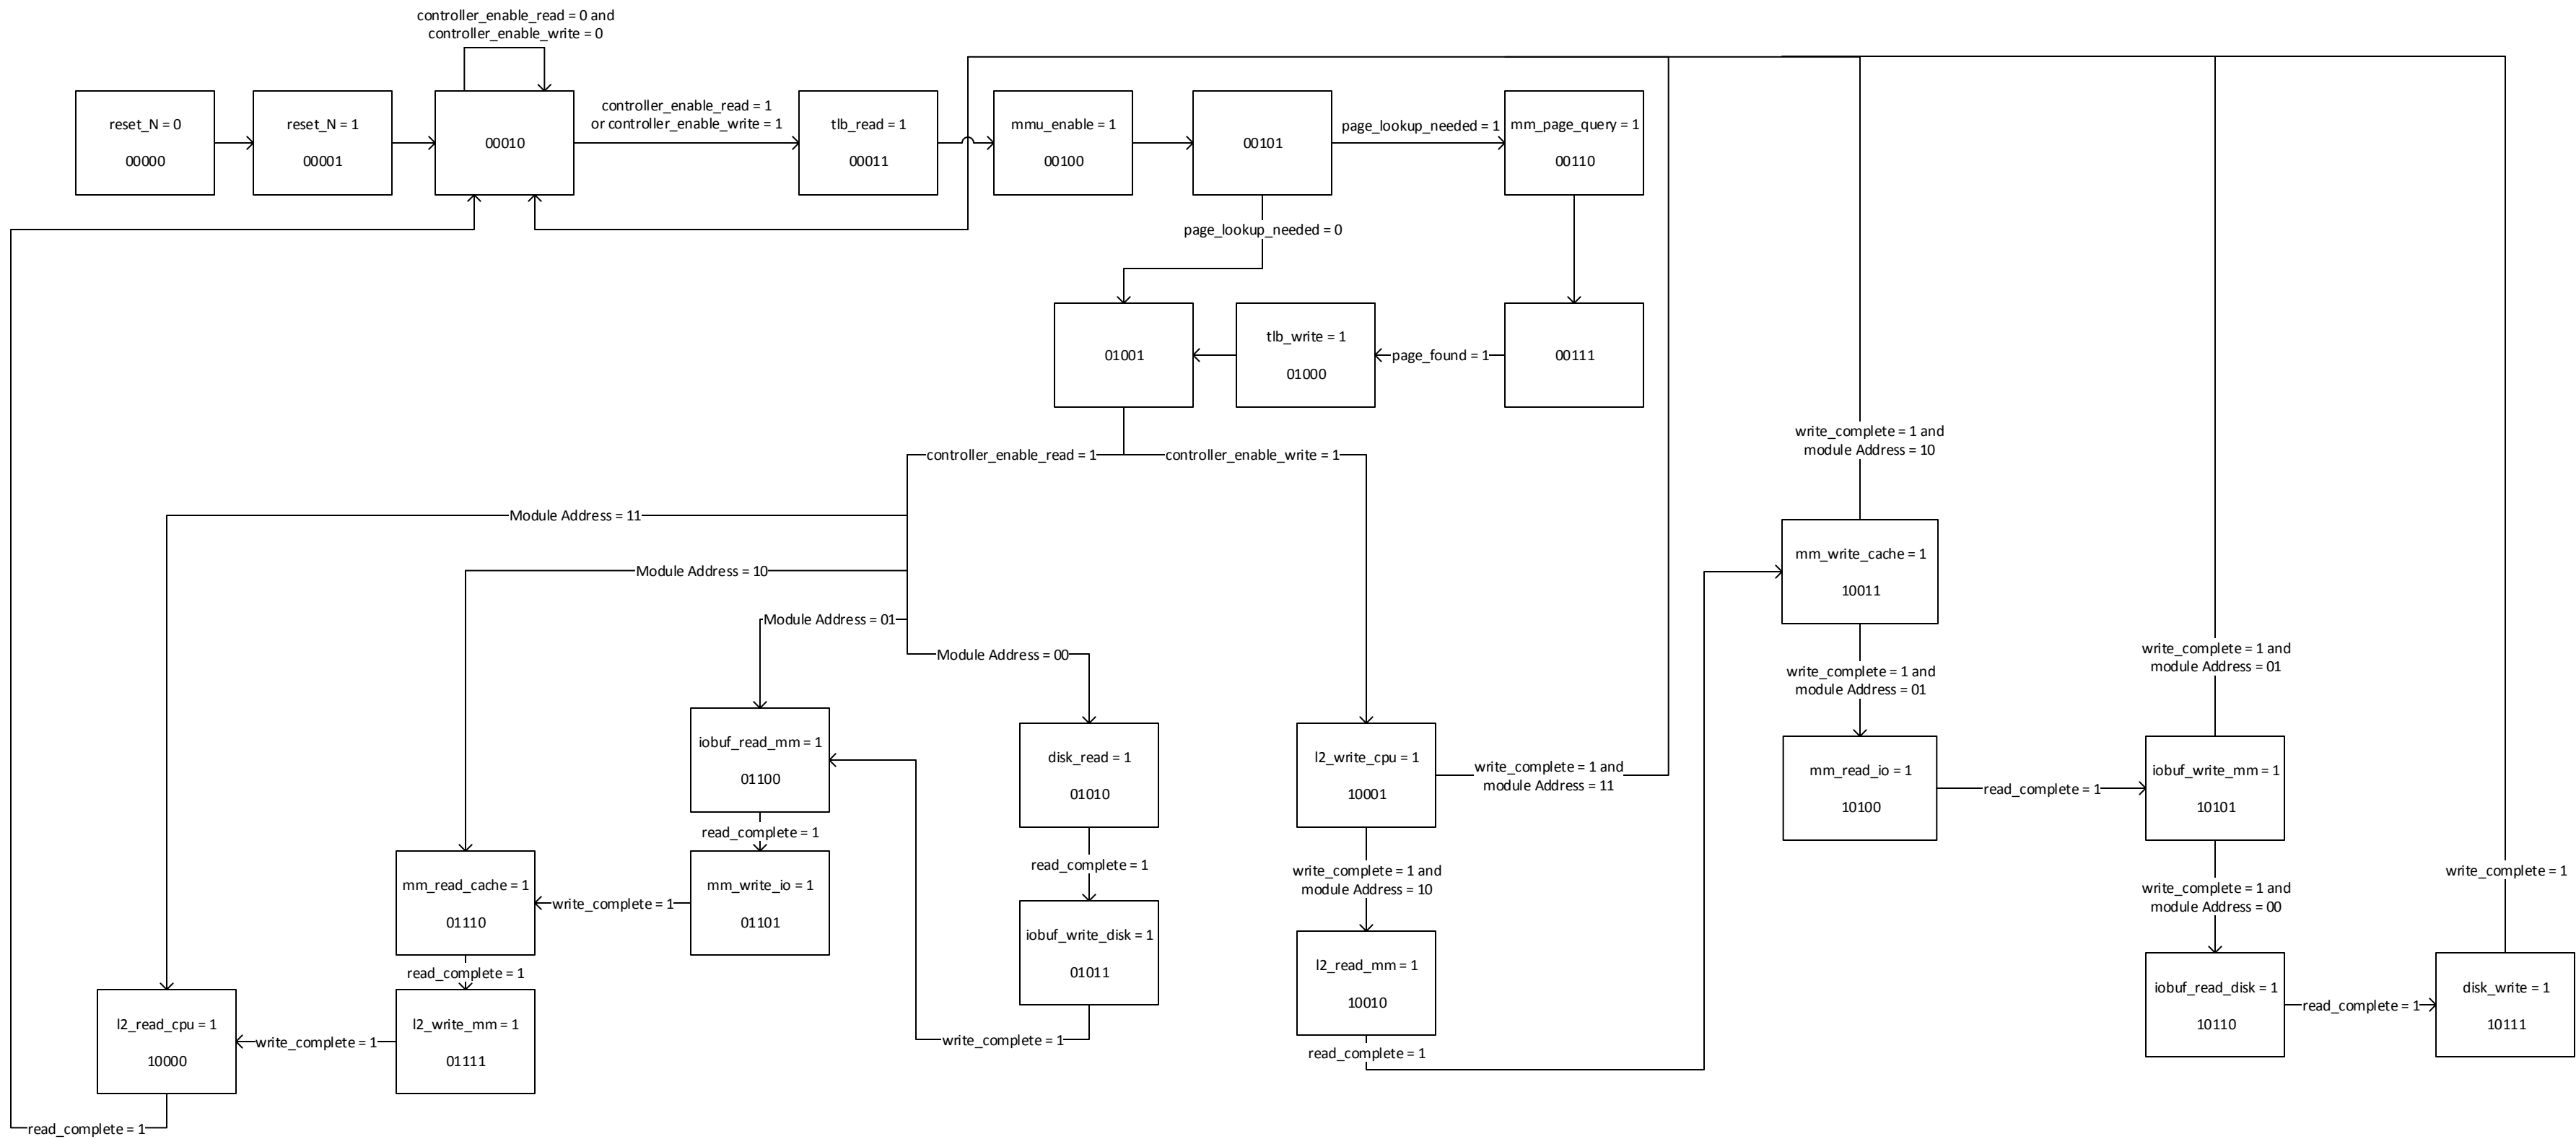 controller_enable_read = 0 and
controller_enable_write = 0
reset_N = 0
00000
reset_N = 1
00001
00010
controller_enable_read = 1
or controller_enable_write = 1
tlb_read = 1
00011
mmu_enable = 1
00100
00101
page_lookup_needed = 1
mm_page_query = 1
00110
page_lookup_needed = 0
01001
tlb_write = 1
01000
page_found = 1
00111
controller_enable_read = 1
controller_enable_write = 1
Module Address = 11
Module Address = 10
Module Address = 01
Module Address = 00
write_complete = 1 and
module Address = 10
mm_write_cache = 1
10011
write_complete = 1 and
module Address = 01
write_complete = 1 and
module Address = 01
iobuf_read_mm = 1
01100
disk_read = 1
01010
l2_write_cpu = 1
10001
write_complete = 1 and
module Address = 11
mm_read_io = 1
10100
read_complete = 1
iobuf_write_mm = 1
10101
read_complete = 1
read_complete = 1
write_complete = 1 and
module Address = 10
write_complete = 1 and
module Address = 00
write_complete = 1
mm_read_cache = 1
01110
write_complete = 1
mm_write_io = 1
01101
iobuf_write_disk = 1
01011
l2_read_mm = 1
10010
iobuf_read_disk = 1
10110
read_complete = 1
disk_write = 1
10111
read_complete = 1
l2_read_cpu = 1
10000
write_complete = 1
l2_write_mm = 1
01111
write_complete = 1
read_complete = 1
read_complete = 1